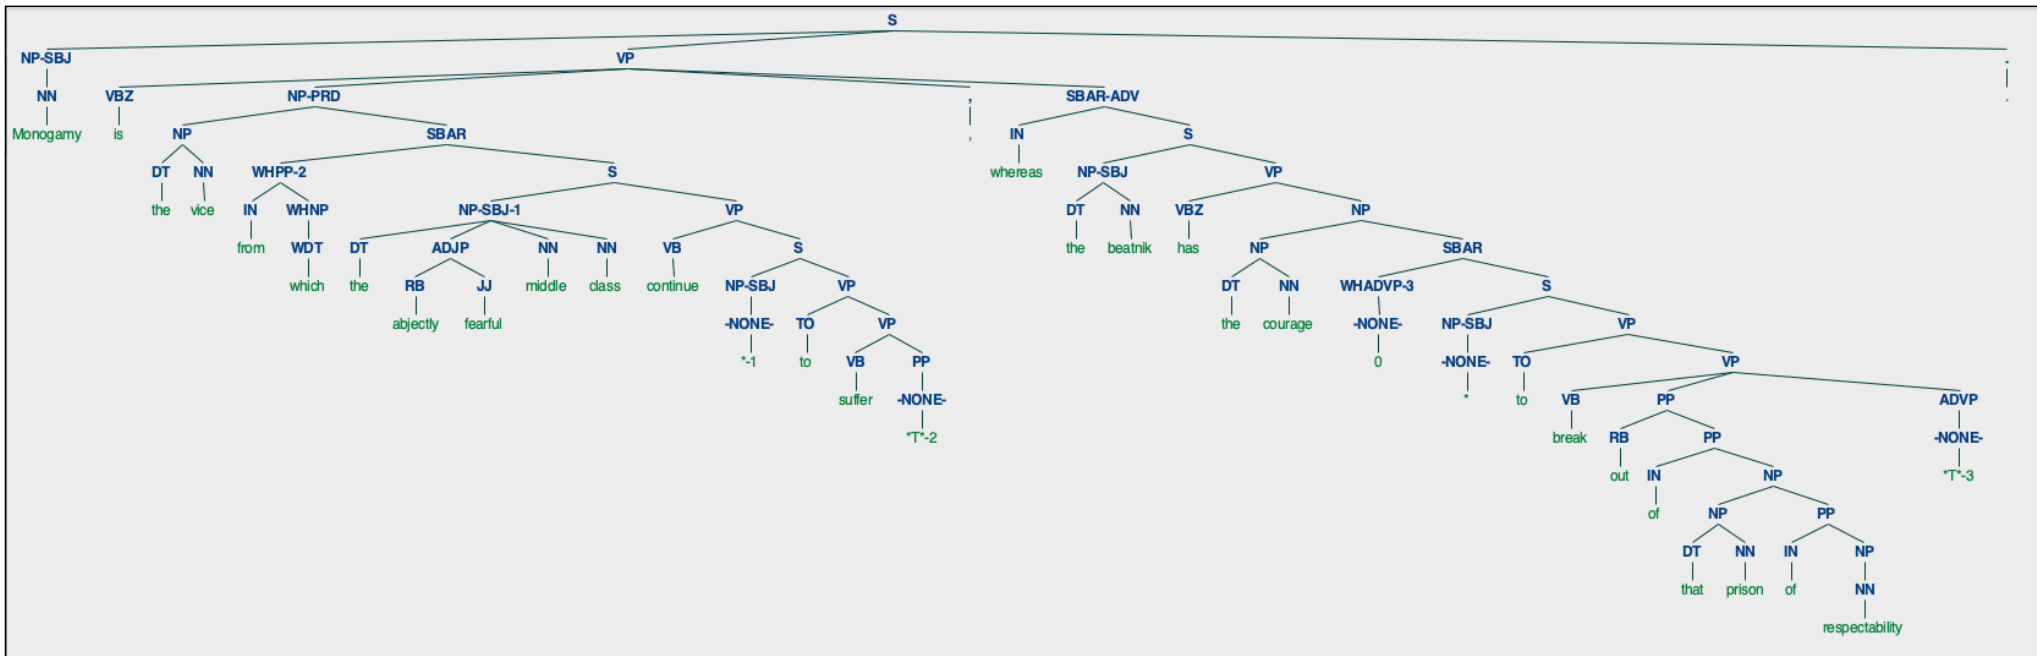 S
NP-SBJ VP .
NN VBZ NP-PRD , SBAR-ADV .
Monogamy is NP SBAR , IN S
DT NN WHPP-2 S whereas NP-SBJ VP
the vice IN WHNP NP-SBJ-1 VP DT NN VBZ NP
from WDT DT ADJP NN NN VB S the beatnik has NP SBAR
which the RB JJ middle class continue NP-SBJ VP DT NN WHADVP-3 S
abjectly fearful -NONE- TO VP the courage -NONE- NP-SBJ VP
*-1 to VB PP 0 -NONE- TO VP
suffer -NONE- * to VB PP ADVP
*T*-2 break RB PP -NONE-
out IN NP *T*-3
of NP PP
DT NN IN NP
that prison of NN
respectability